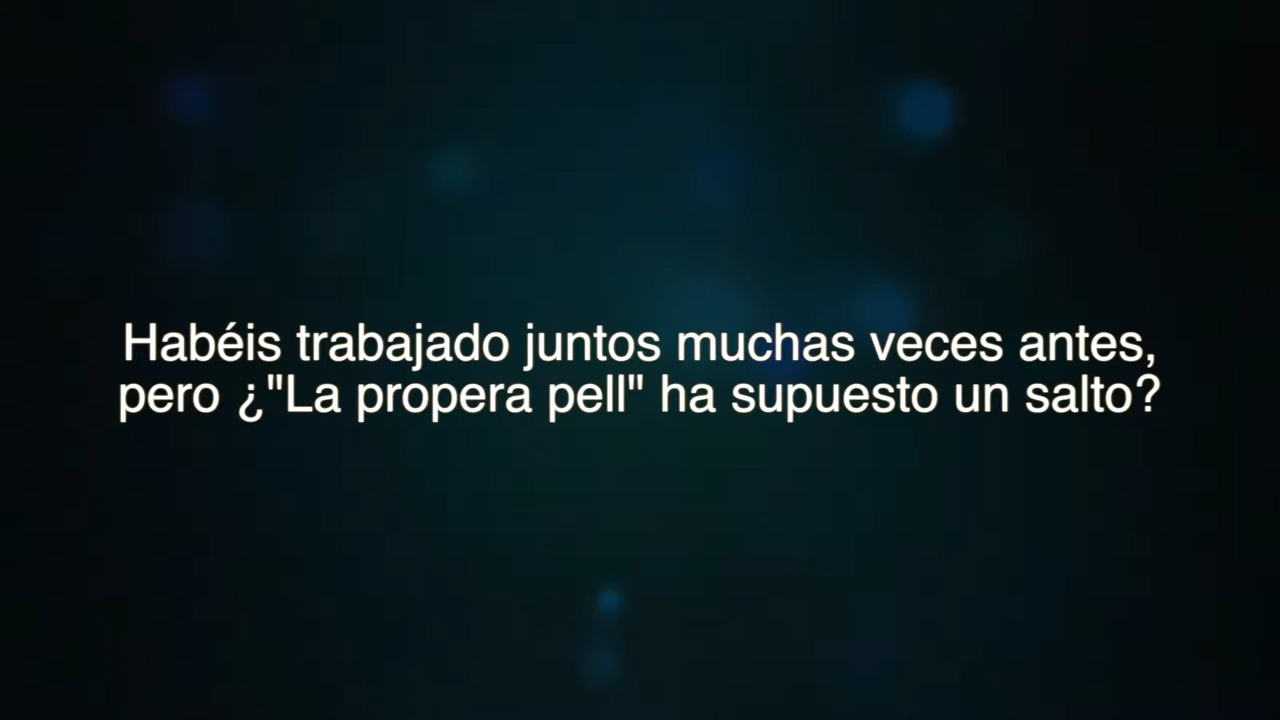 Habéis trabajado juntos muchas veces antes,
pero ¿"La propera pell" ha supuesto un salto?